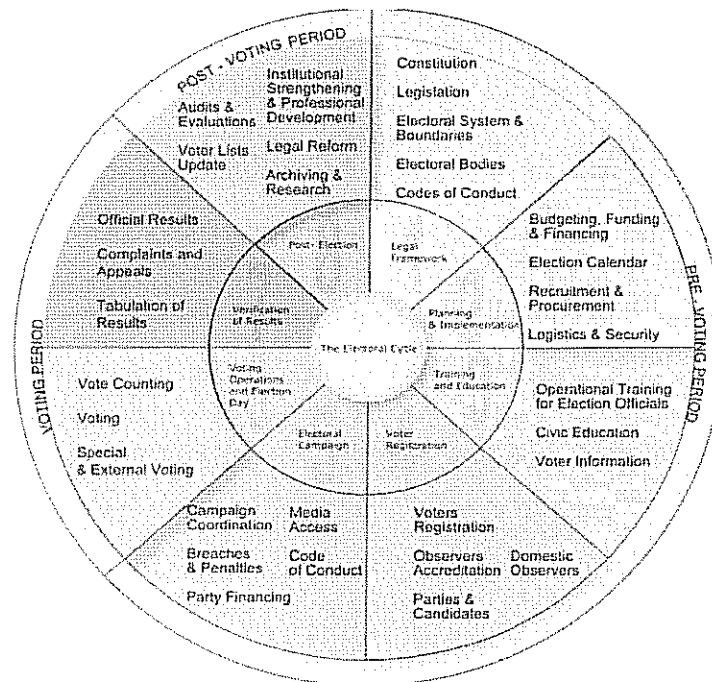 POST - VOTING PERIOD
Institutional
Strengthening
& Professional
Development
Audits &
Evaluations
Voter Lists
Update
Legal Reform
Archiving &
Research
Constitution
Legislation
Electoral System &
Boundaries
Electoral Bodies
Codes of Conduct
Budgeting, Funding
& Financing
Election Calendar
Recruitment &
Procurement
Logistics & Security
PRE - VOTING PERIOD
Operational Training
for Election Officials
Civic Education
Voter Information
Voters
Registration
Observers
Accreditation
Domestic
Observers
Parties &
Candidates
Campaign
Coordination
Media
Access
Breaches
& Penalties
Code
of Conduct
Party Financing
Vote Counting
Voting
Special
& External Voting
VOTING PERIOD
Official Results
Complaints and
Appeals
Tabulation of
Results
Post- Election
Legal
Framework
Planning
& Implementation
Training
and Education
Voter
Registration
Electoral
Campaign
Voting
Operations
and Election
Day
Verification
of Results
The Electoral Cycle